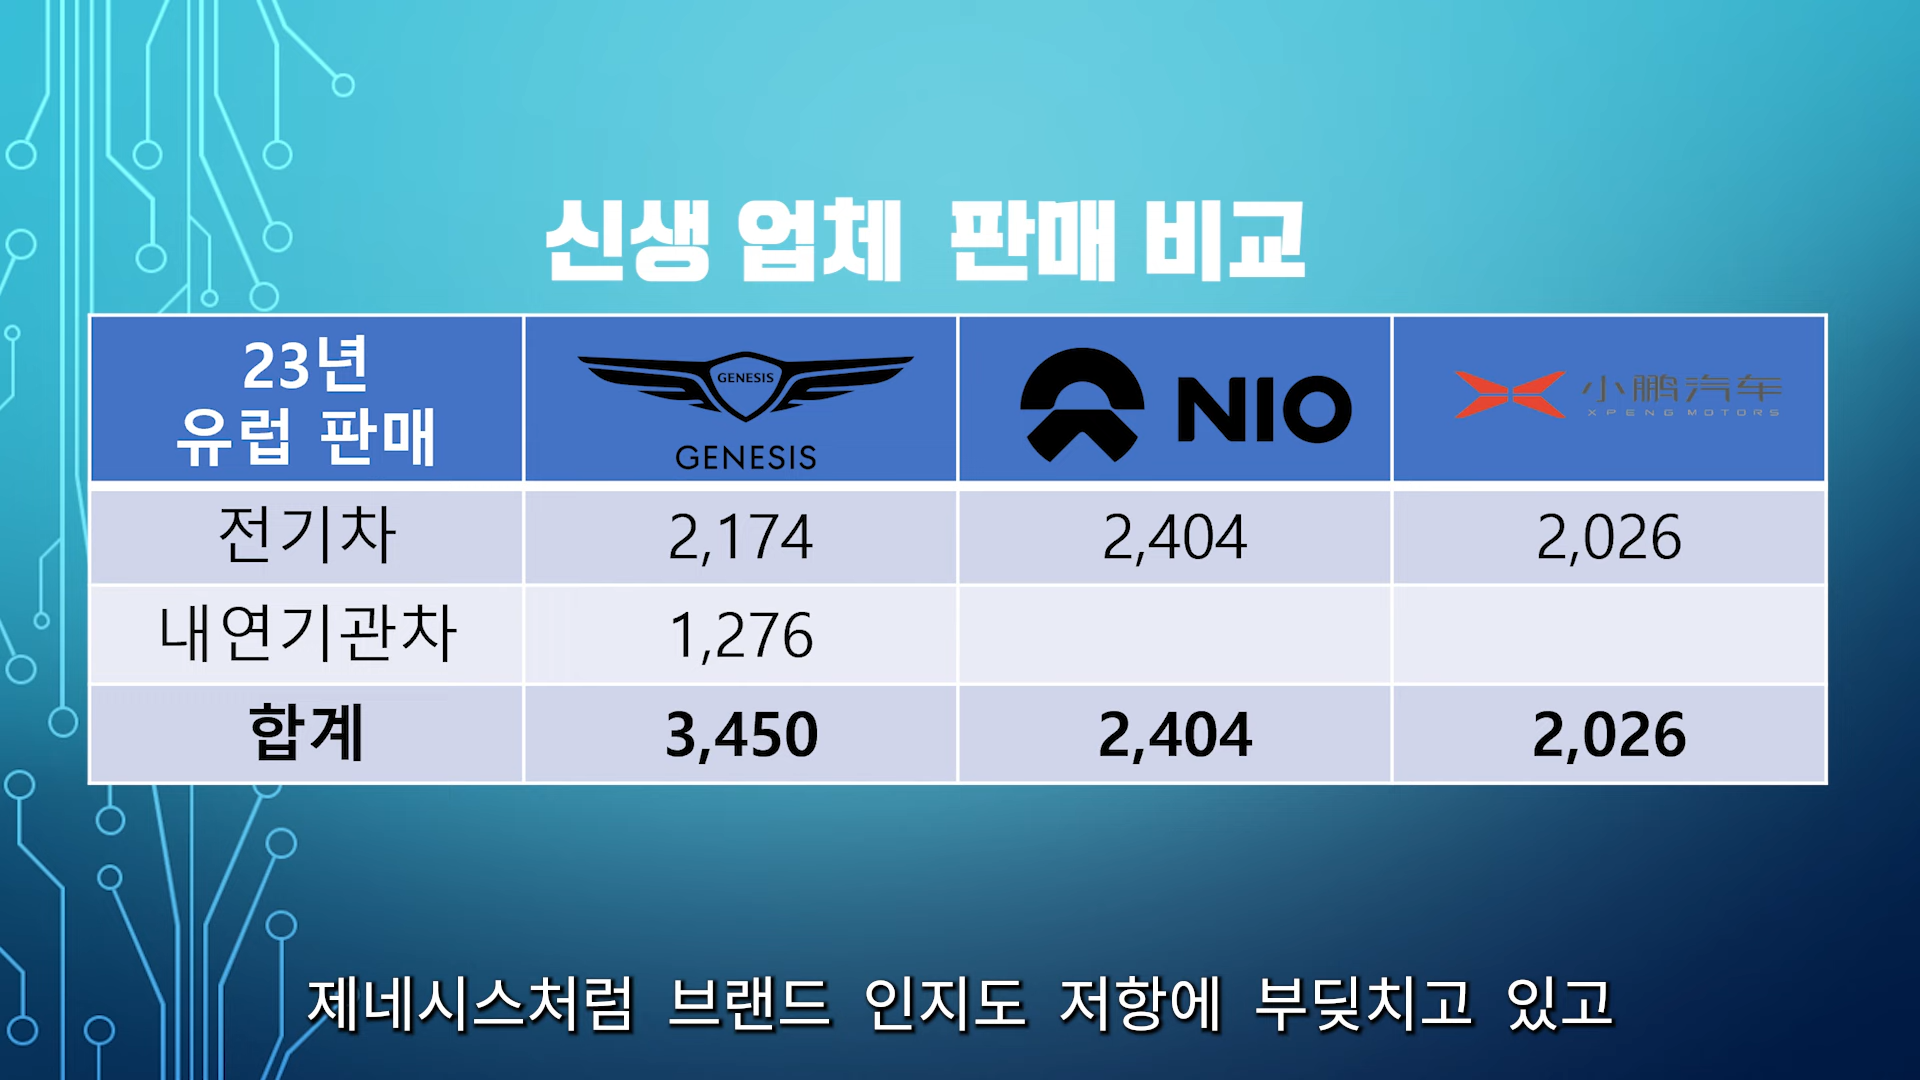 신생 업체 판매 비교
23년
유럽 판매
GENESIS
GENESIS
NIO
小鹏汽车
XPENG MOTORS
전기차 2,174 2,404 2,026
내연기관차 1,276
합계 3,450 2,404 2,026
제네시스처럼 브랜드 인지도 저항에 부딪치고 있고